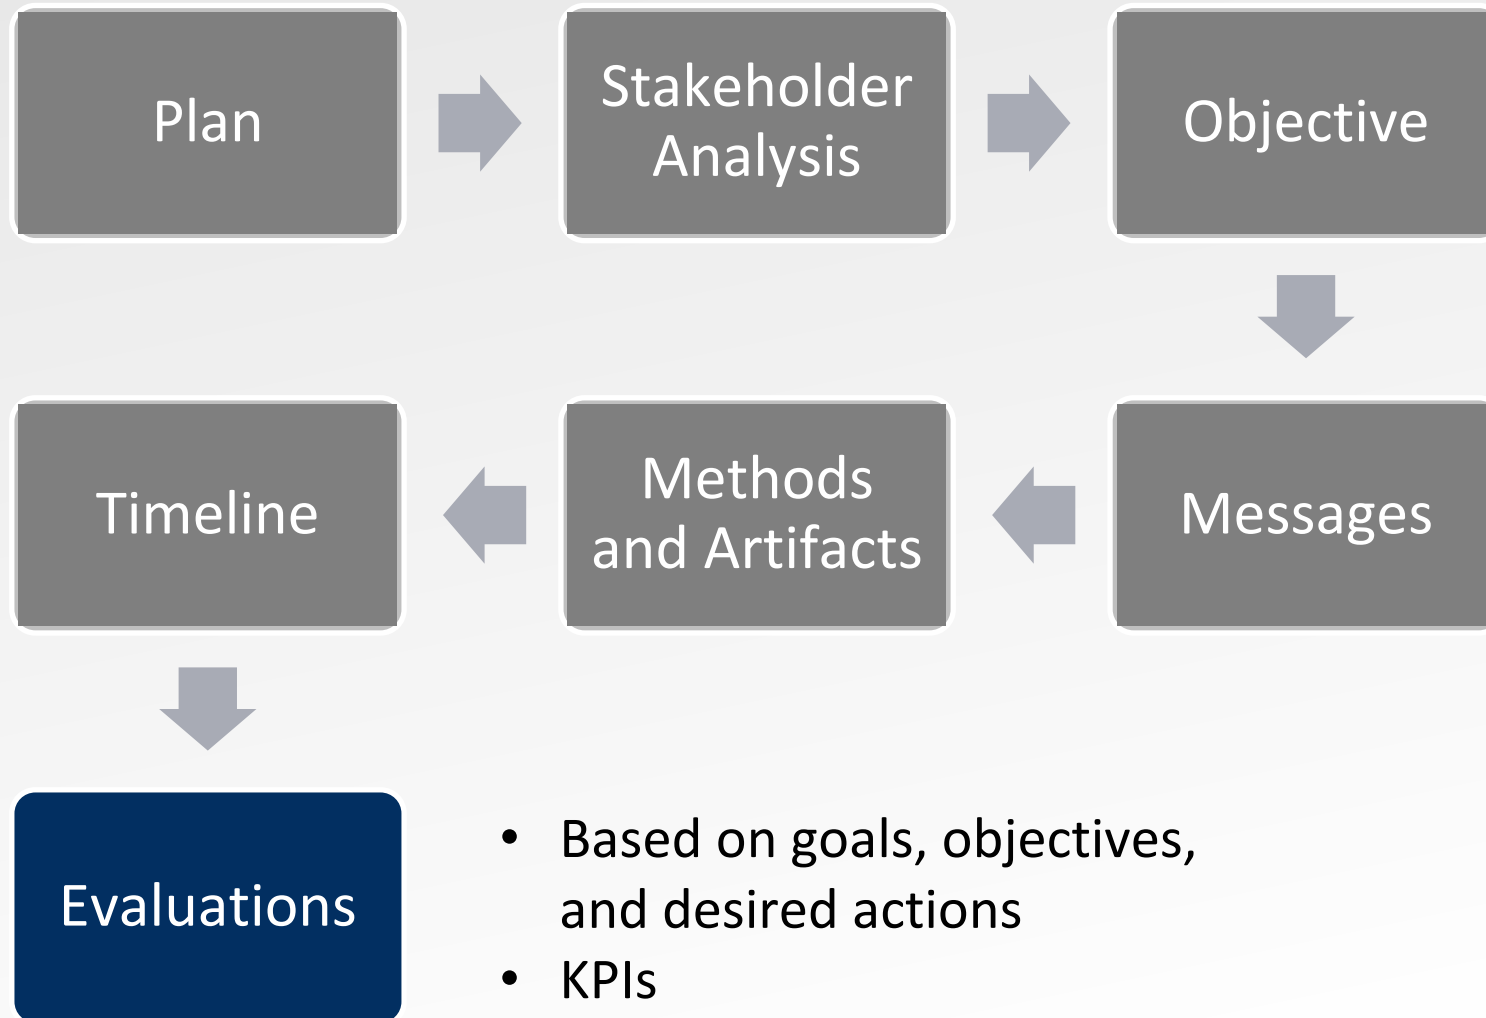 Plan
Stakeholder
Analysis
Objective
Messages
Methods
and Artifacts
Timeline
Evaluations
• Based on goals, objectives,
and desired actions
• KPIs